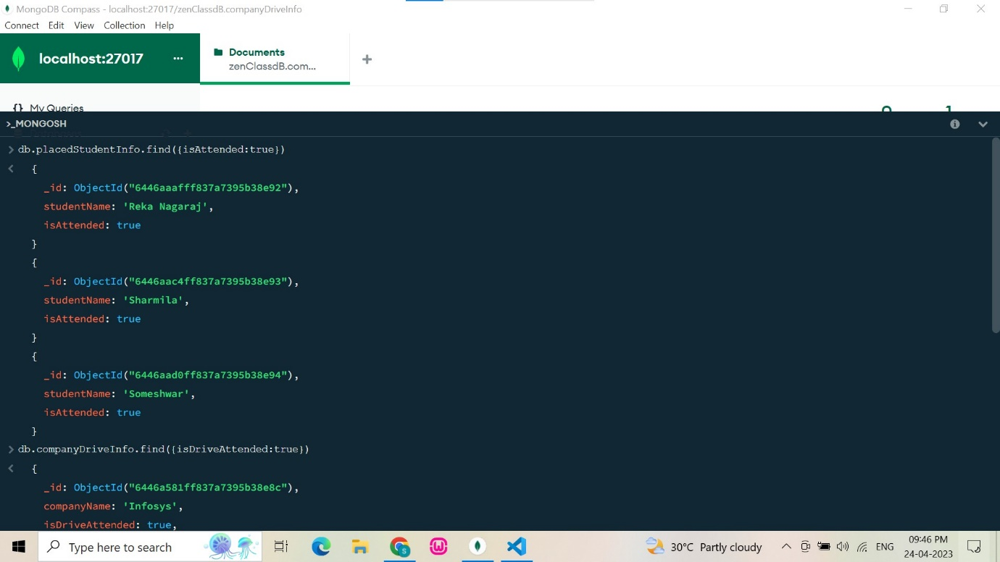 MongoDB Compass - localhost:27017/zenClassdB.companyDriveInfo
Connect Edit View Collection Help
localhost:27017 ...
Documents
zenClassdB.com...
{} My Queries
>_MONGOSH
> db.placedStudentInfo.find({isAttended:true})
< {
_id: ObjectId("6446aaafff837a7395b38e92"),
studentName: 'Reka Nagaraj',
isAttended: true
}
{
_id: ObjectId("6446aac4ff837a7395b38e93"),
studentName: 'Sharmila',
isAttended: true
}
{
_id: ObjectId("6446aad0ff837a7395b38e94"),
studentName: 'Someshwar',
isAttended: true
}
> db.companyDriveInfo.find({isDriveAttended:true})
< {
_id: ObjectId("6446a581ff837a7395b38e8c"),
companyName: 'Infosys',
isDriveAttended: true,
Type here to search
30°C Partly cloudy
ENG
09:46 PM
24-04-2023